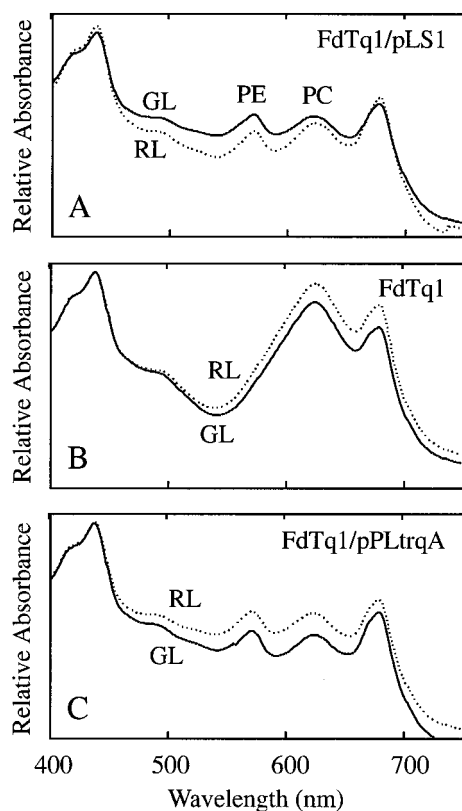 FdTq1/pLS1
Relative Absorbance
GL
PE
PC
RL
A
FdTq1
Relative Absorbance
RL
GL
B
FdTq1/pPLtrqA
Relative Absorbance
RL
GL
C
400
500
600
700
Wavelength (nm)